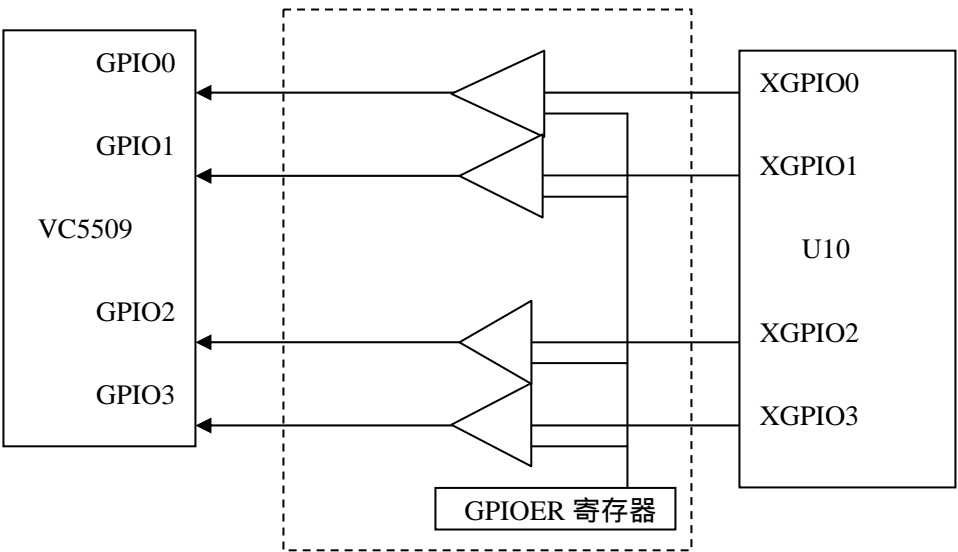 GPIO0
GPIO1
VC5509
GPIO2
GPIO3
XGPIO0
XGPIO1
U10
XGPIO2
XGPIO3
GPIOER 寄存器